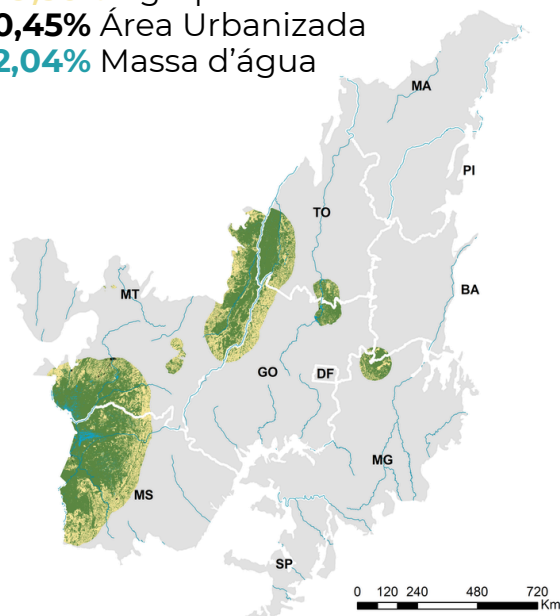 0,45% Área Urbanizada
2,04% Massa d'água
MA
PI
TO
BA
MT
GO
DF
MG
MS
SP
0 120 240 480 720
Km